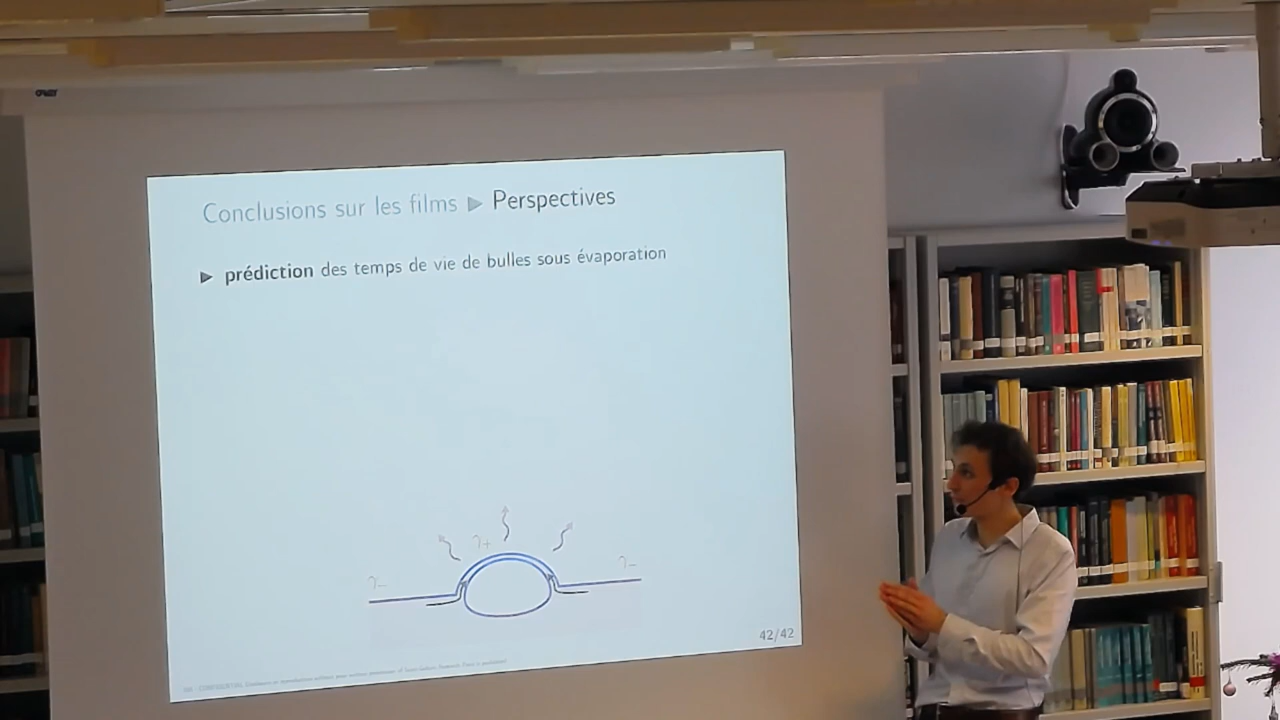 Conclusions sur les films ▶ Perspectives
▶ prédiction des temps de vie de bulles sous évaporation
γ+
γ−
γ−
42/42